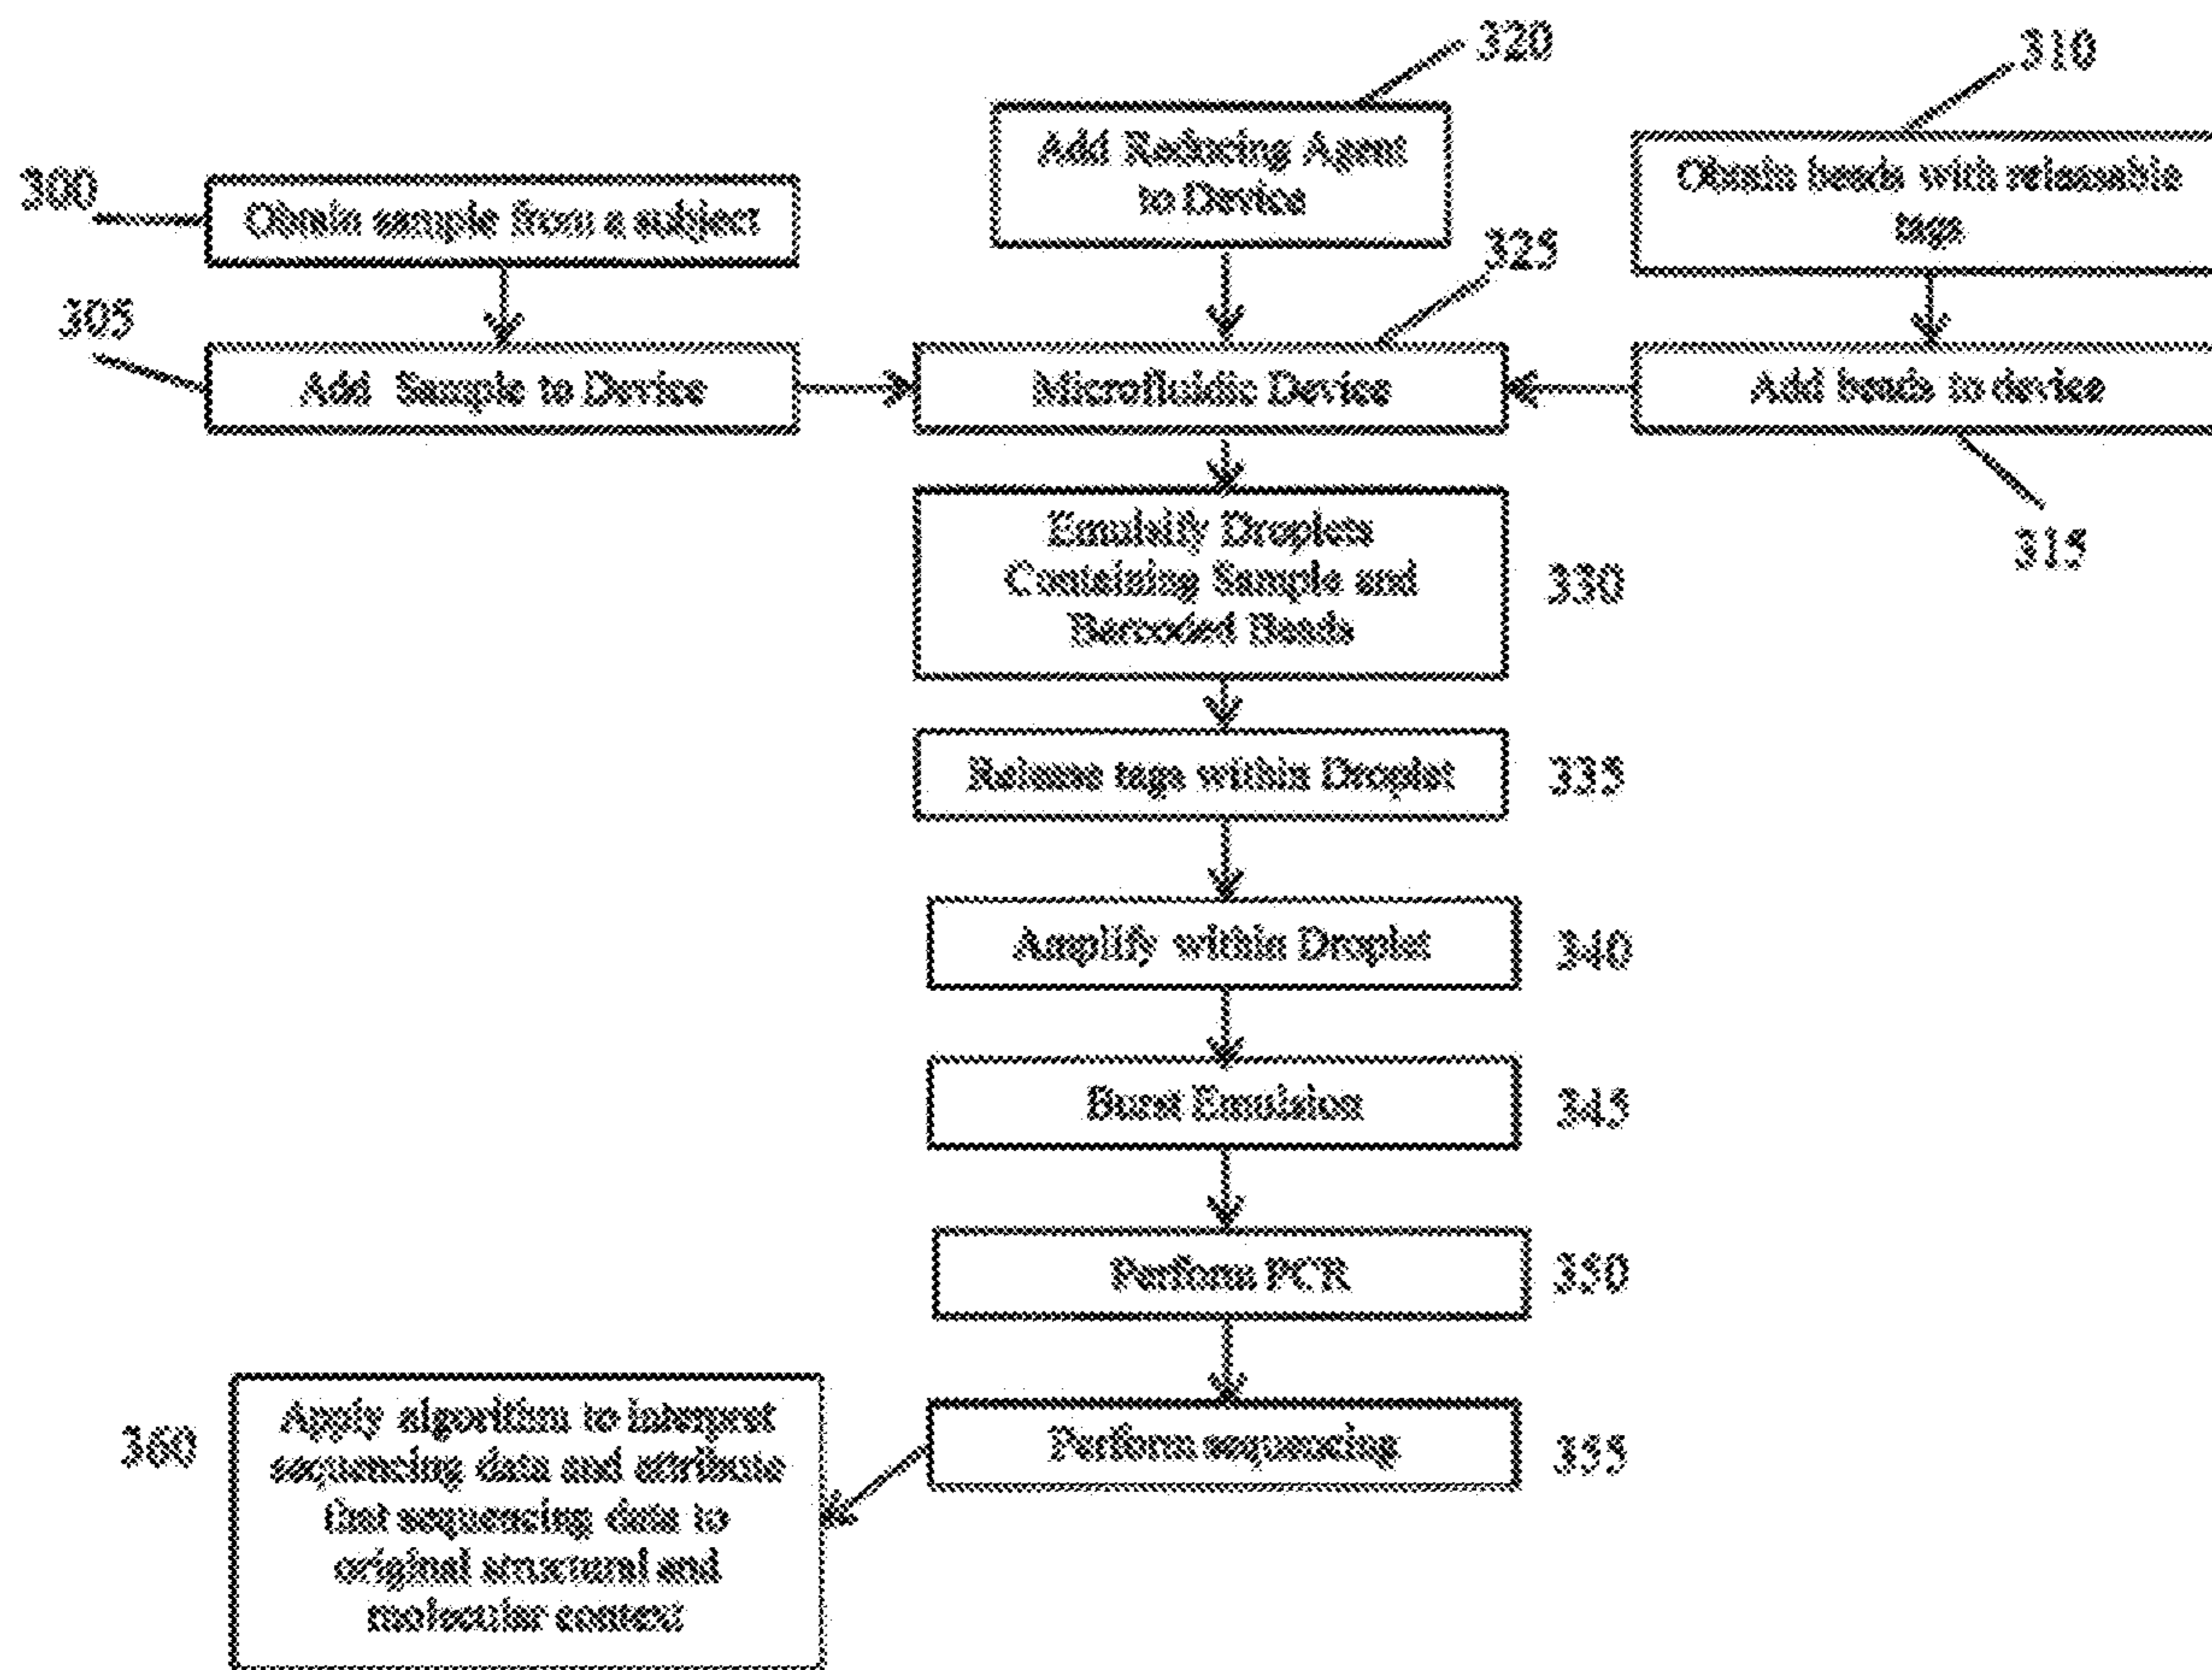 320
310
Add Reducing Agent
to Device
Obtain beads with releasable
tags
300
Obtain sample from a subject
325
305
Add Sample to Device
Microfluidic Device
Add beads to device
315
Emulsify Droplets
Containing Sample and
Barcoded Beads
330
Release tags within Droplet
335
Amplify within Droplet
340
Burst Emulsion
345
Perform PCR
350
Perform sequencing
355
360
Apply algorithm to interpret
sequencing data and attribute
that sequencing data to
original structural and
molecular context